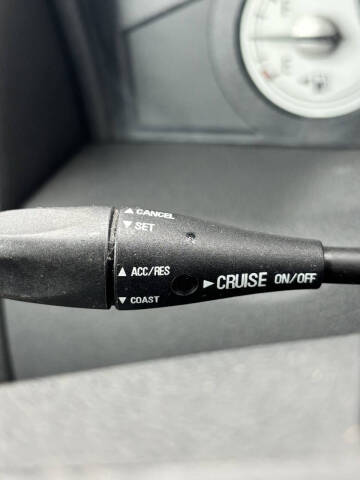 ▲ CANCEL
▼ SET
▲ ACC/RES
▼ COAST
►CRUISE ON/OFF